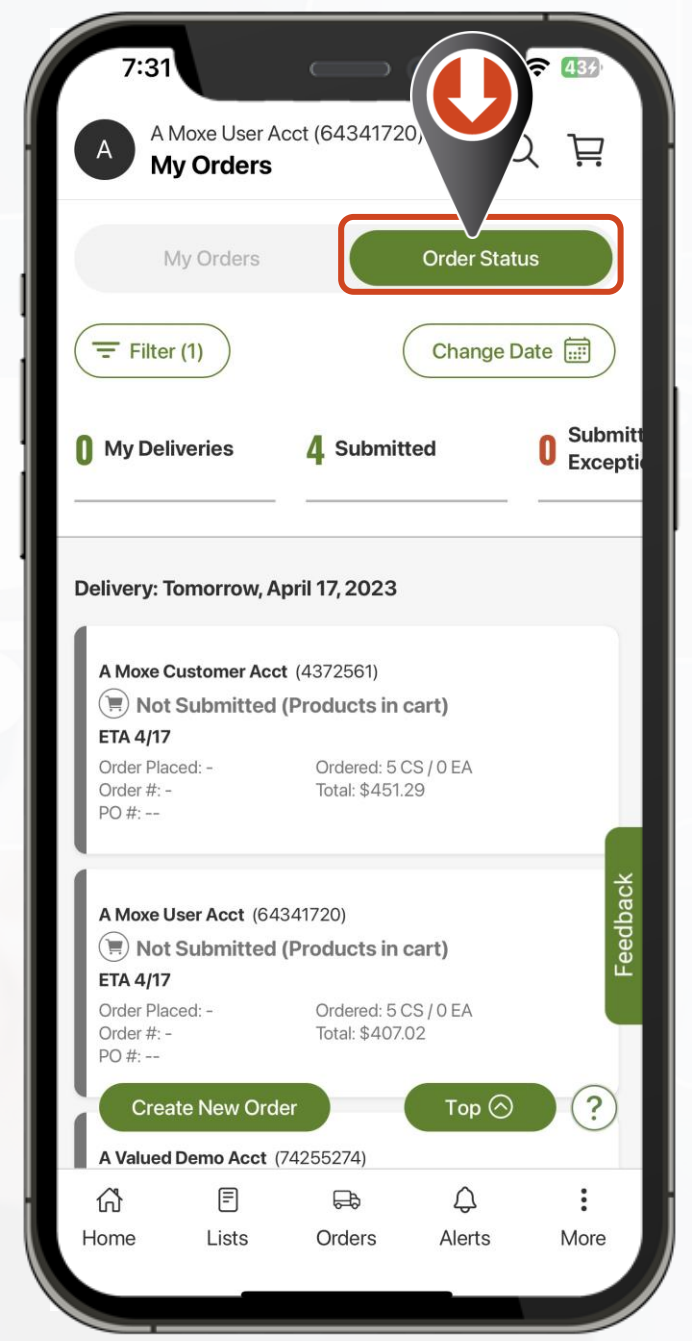 7:31
43
A
A Moxe User Acct (64341720)
My Orders
My Orders
Order Status
Filter (1)
Change Date
0 My Deliveries
4 Submitted
0 Submitt
Excepti
Delivery: Tomorrow, April 17, 2023
A Moxe Customer Acct (4372561)
Not Submitted (Products in cart)
ETA 4/17
Order Placed: -
Ordered: 5 CS / 0 EA
Order #: -
Total: $451.29
PO #: --
Feedback
A Moxe User Acct (64341720)
Not Submitted (Products in cart)
ETA 4/17
Order Placed: -
Ordered: 5 CS / 0 EA
Order #: -
Total: $407.02
PO #: --
Create New Order
Top
?
A Valued Demo Acct (74255274)
Home
Lists
Orders
Alerts
More